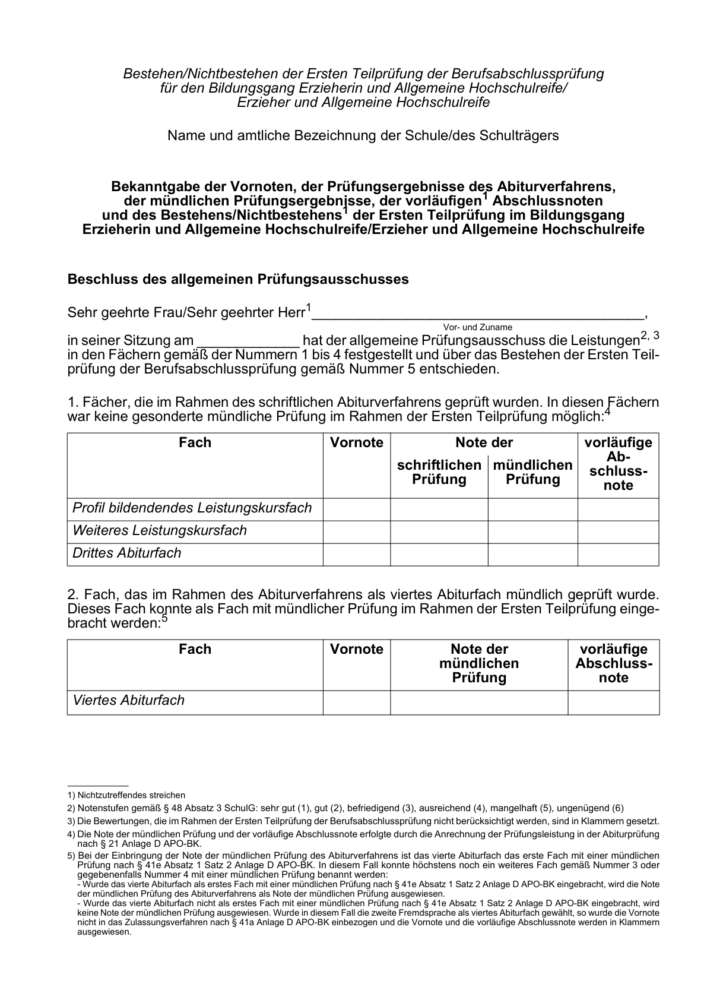 Bestehen/Nichtbestehen der Ersten Teilprüfung der Berufsabschlussprüfung
für den Bildungsgang Erzieherin und Allgemeine Hochschulreife/
Erzieher und Allgemeine Hochschulreife
Name und amtliche Bezeichnung der Schule/des Schulträgers
Bekanntgabe der Vornoten, der Prüfungsergebnisse des Abiturverfahrens,
der mündlichen Prüfungsergebnisse, der vorläufigen1 Abschlussnoten
und des Bestehens/Nichtbestehens1 der Ersten Teilprüfung im Bildungsgang
Erzieherin und Allgemeine Hochschulreife/Erzieher und Allgemeine Hochschulreife
Beschluss des allgemeinen Prüfungsausschusses
Sehr geehrte Frau/Sehr geehrter Herr1__________________________________________,
Vor- und Zuname
in seiner Sitzung am _____________ hat der allgemeine Prüfungsausschuss die Leistungen2, 3
in den Fächern gemäß der Nummern 1 bis 4 festgestellt und über das Bestehen der Ersten Teil-
prüfung der Berufsabschlussprüfung gemäß Nummer 5 entschieden.
1. Fächer, die im Rahmen des schriftlichen Abiturverfahrens geprüft wurden. In diesen Fächern
war keine gesonderte mündliche Prüfung im Rahmen der Ersten Teilprüfung möglich:4
Fach Vornote Note der vorläufige
Ab-
schriftlichen mündlichen schluss-
Prüfung Prüfung note
Profil bildendendes Leistungskursfach
Weiteres Leistungskursfach
Drittes Abiturfach
2. Fach, das im Rahmen des Abiturverfahrens als viertes Abiturfach mündlich geprüft wurde.
Dieses Fach konnte als Fach mit mündlicher Prüfung im Rahmen der Ersten Teilprüfung einge-
bracht werden:5
Fach Vornote Note der vorläufige
mündlichen Abschluss-
Prüfung note
Viertes Abiturfach
1) Nichtzutreffendes streichen
2) Notenstufen gemäß § 48 Absatz 3 SchulG: sehr gut (1), gut (2), befriedigend (3), ausreichend (4), mangelhaft (5), ungenügend (6)
3) Die Bewertungen, die im Rahmen der Ersten Teilprüfung der Berufsabschlussprüfung nicht berücksichtigt werden, sind in Klammern gesetzt.
4) Die Note der mündlichen Prüfung und der vorläufige Abschlussnote erfolgte durch die Anrechnung der Prüfungsleistung in der Abiturprüfung
nach § 21 Anlage D APO-BK.
5) Bei der Einbringung der Note der mündlichen Prüfung des Abiturverfahrens ist das vierte Abiturfach das erste Fach mit einer mündlichen
Prüfung nach § 41e Absatz 1 Satz 2 Anlage D APO-BK. In diesem Fall konnte höchstens noch ein weiteres Fach gemäß Nummer 3 oder
gegebenenfalls Nummer 4 mit einer mündlichen Prüfung benannt werden:
- Wurde das vierte Abiturfach als erstes Fach mit einer mündlichen Prüfung nach § 41e Absatz 1 Satz 2 Anlage D APO-BK eingebracht, wird die Note
der mündlichen Prüfung des Abiturverfahrens als Note der mündlichen Prüfung ausgewiesen.
- Wurde das vierte Abiturfach nicht als erstes Fach mit einer mündlichen Prüfung nach § 41e Absatz 1 Satz 2 Anlage D APO-BK eingebracht, wird
keine Note der mündlichen Prüfung ausgewiesen. Wurde in diesem Fall die zweite Fremdsprache als viertes Abiturfach gewählt, so wurde die Vornote
nicht in das Zulassungsverfahren nach § 41a Anlage D APO-BK einbezogen und die Vornote und die vorläufige Abschlussnote werden in Klammern
ausgewiesen.